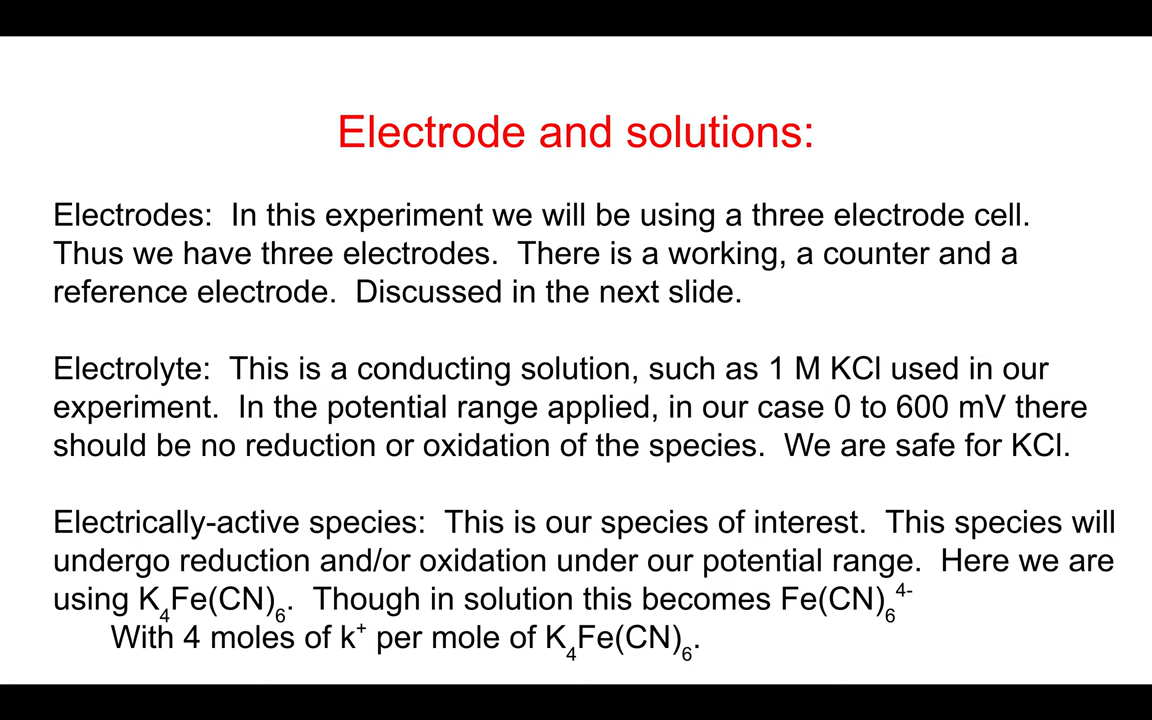 Electrode and solutions:
Electrodes:  In this experiment we will be using a three electrode cell.
Thus we have three electrodes.  There is a working, a counter and a
reference electrode.  Discussed in the next slide.
Electrolyte:  This is a conducting solution, such as 1 M KCl used in our
experiment.  In the potential range applied, in our case 0 to 600 mV there
should be no reduction or oxidation of the species.  We are safe for KCl.
Electrically-active species:  This is our species of interest.  This species will
undergo reduction and/or oxidation under our potential range.  Here we are
using K₄Fe(CN)₆.  Though in solution this becomes Fe(CN)₆⁴⁻
With 4 moles of k⁺ per mole of K₄Fe(CN)₆.